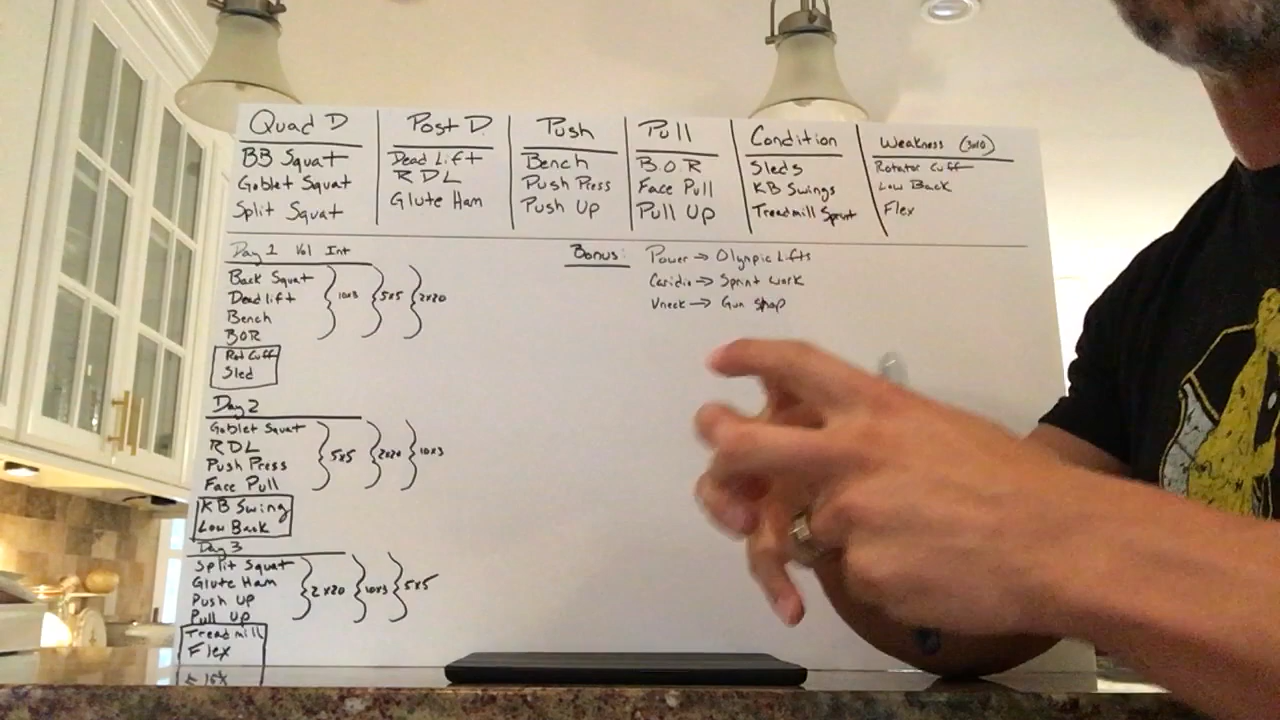 Quad D
BB Squat
Goblet Squat
Split Squat
Post D.
Dead Lift
RDL
Glute Ham
Push
Bench
Push Press
Push Up
Pull
B.O.R
Face Pull
Pull Up
Condition
Sleds
KB Swings
Treadmill Sprint
Weakness (3x10)
Rotator Cuff
Low Back
Flex
Day 1 Vol Int
Back Squat
Deadlift
Bench
BOR
10x3 5x5 2x20
Rot Cuff
Sled
Bonus: Power → Olympic Lifts
Caridio → Sprint work
Vneck → Gun shop
Day 2
Goblet Squat
RDL
Push Press
Face Pull
5x5 2x20 10x3
KB Swing
Low Back
Day 3
Split Squat
Glute Ham
Push Up
Pull Up
2x20 10x3 5x5
Treadmill
Flex